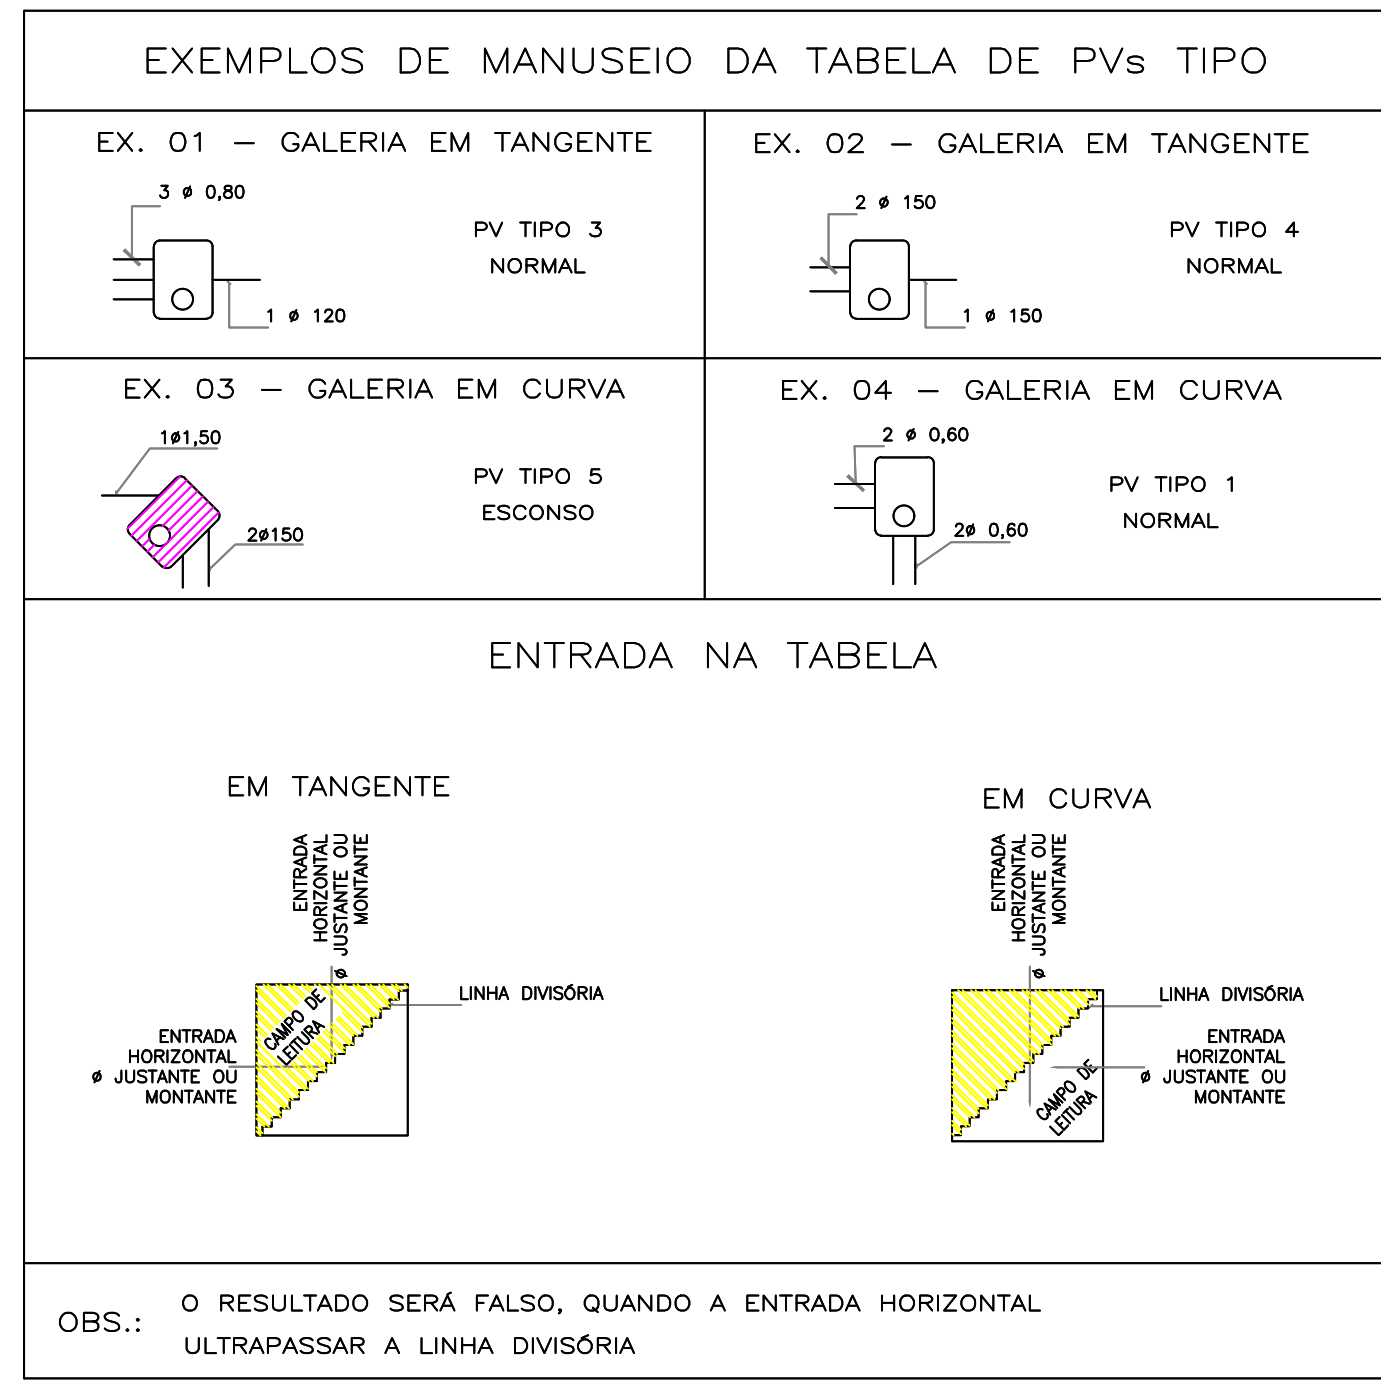 EXEMPLOS DE MANUSEIO DA TABELA DE PVs TIPO
EX. 01 – GALERIA EM TANGENTE
3 ø 0,80
PV TIPO 3
NORMAL
1 ø 120
EX. 02 – GALERIA EM TANGENTE
2 ø 150
PV TIPO 4
NORMAL
1 ø 150
EX. 03 – GALERIA EM CURVA
1ø1,50
PV TIPO 5
ESCONSO
2ø150
EX. 04 – GALERIA EM CURVA
2 ø 0,60
PV TIPO 1
NORMAL
2ø 0,60
ENTRADA NA TABELA
EM TANGENTE
ENTRADA
HORIZONTAL
ø JUSTANTE OU
MONTANTE
LINHA DIVISÓRIA
CAMPO DE
LEITURA
ENTRADA
HORIZONTAL
ø JUSTANTE OU
MONTANTE
EM CURVA
ENTRADA
HORIZONTAL
ø JUSTANTE OU
MONTANTE
LINHA DIVISÓRIA
ENTRADA
HORIZONTAL
ø JUSTANTE OU
MONTANTE
CAMPO DE
LEITURA
OBS.: O RESULTADO SERÁ FALSO, QUANDO A ENTRADA HORIZONTAL
ULTRAPASSAR A LINHA DIVISÓRIA